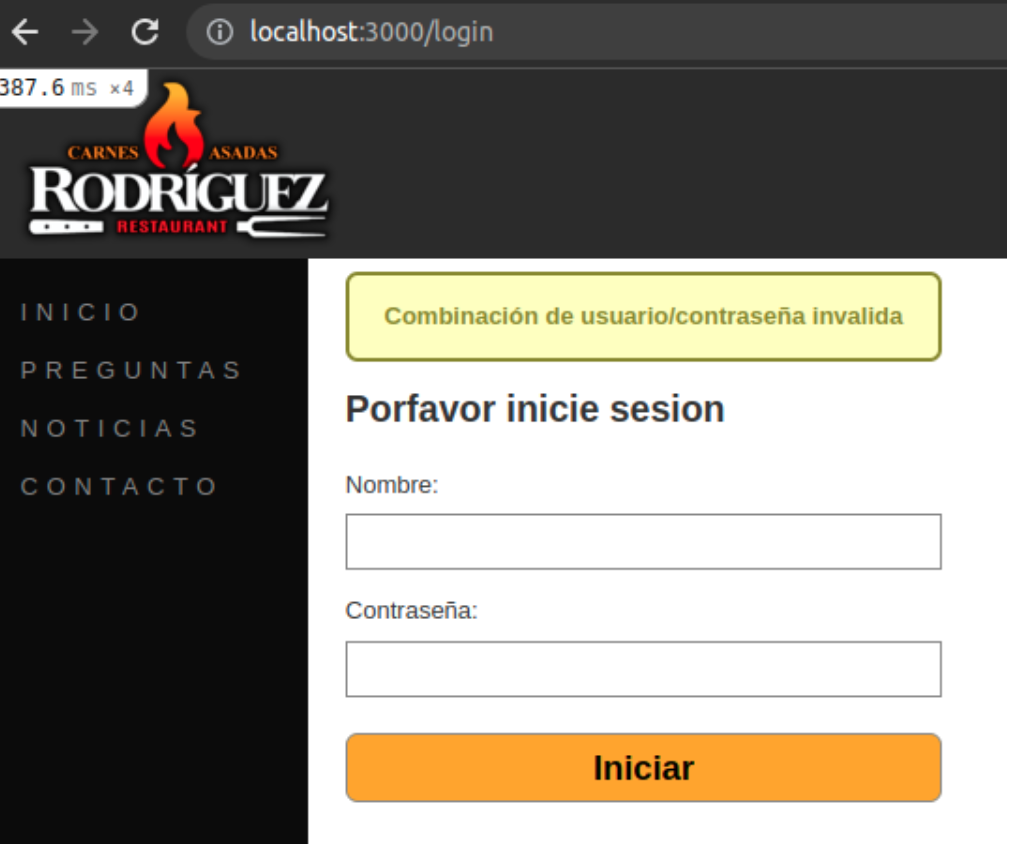 localhost:3000/login
387.6 ms ×4
CARNES ASADAS
RODRÍGUEZ
RESTAURANT
INICIO
PREGUNTAS
NOTICIAS
CONTACTO
Combinación de usuario/contraseña invalida
Porfavor inicie sesion
Nombre:
Contraseña:
Iniciar